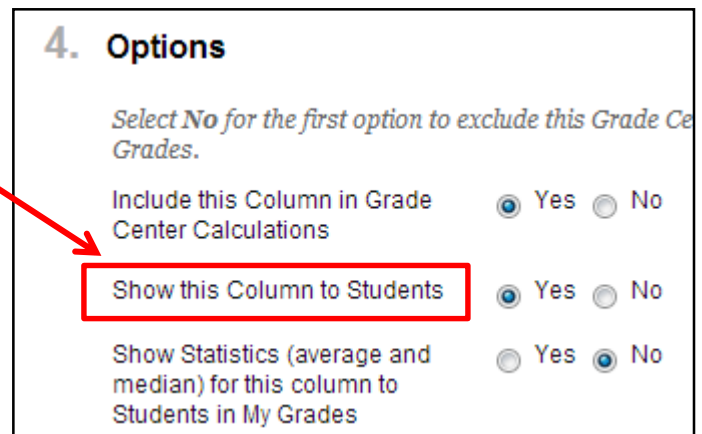 4. Options
Select No for the first option to exclude this Grade Ce
Grades.
Include this Column in Grade Yes No
Center Calculations
Show this Column to Students Yes No
Show Statistics (average and Yes No
median) for this column to
Students in My Grades